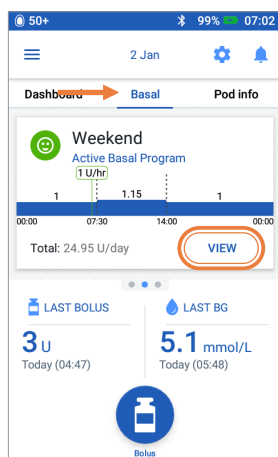 50+ 99% 07:02
2 Jan
Dashboard Basal Pod info
Weekend
Active Basal Program
1 U/hr
1 1.15 1
00:00 07:30 14:00 00:00
Total: 24.95 U/day VIEW
LAST BOLUS LAST BG
3 U 5.1 mmol/L
Today (04:47) Today (05:48)
Bolus